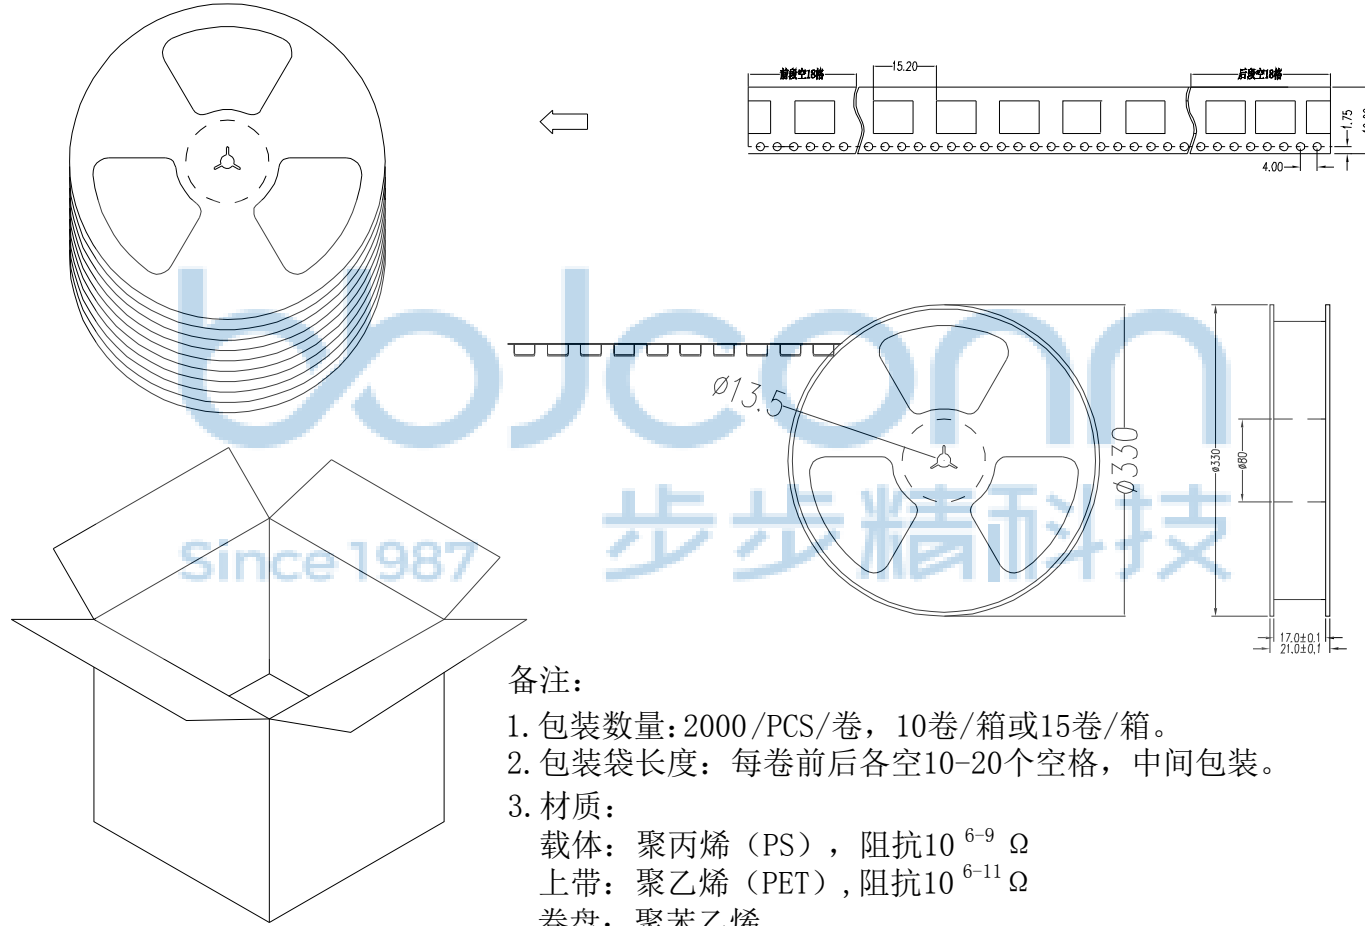 前段空18格
15.20
后段空18格
1.75
4.00
bbjconn
步步精科技
Since 1987
ø13.5
ø330
ø330
ø80
17.0±0.1
21.0±0.1
备注：
1.包装数量:2000/PCS/卷，10卷/箱或15卷/箱。
2.包装袋长度：每卷前后各空10-20个空格，中间包装。
3.材质：
载体：聚丙烯（PS），阻抗10 6-9 Ω
上带：聚乙烯（PET）,阻抗10 6-11 Ω
卷盘：聚苯乙烯